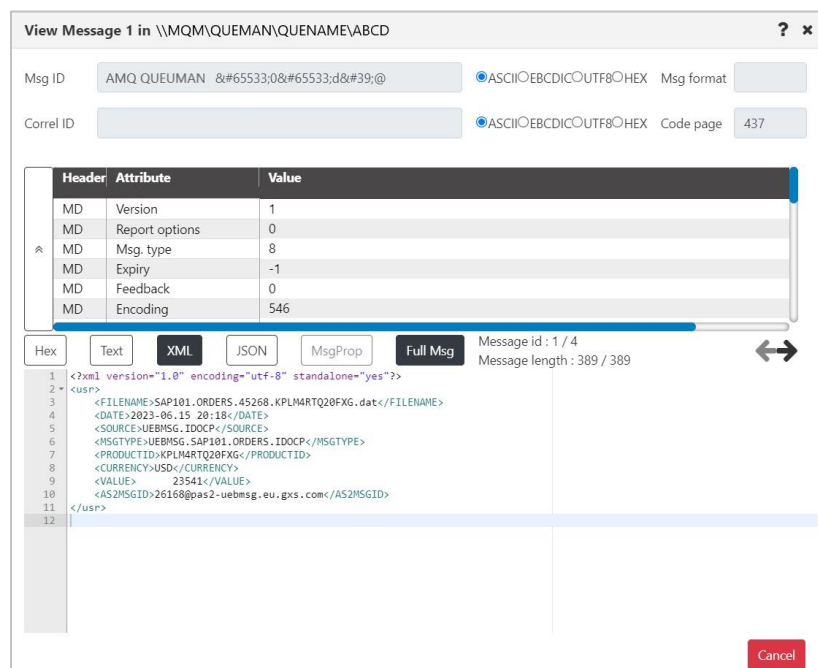 View Message 1 in \\MQM\QUEMAN\QUENAME\ABCD ? ×
Msg ID AMQ QUEUMAN &#65533;0&#65533;d&#39;@ ASCII EBCDIC UTF8 HEX Msg format
Correl ID ASCII EBCDIC UTF8 HEX Code page 437
Header Attribute Value
MD Version 1
MD Report options 0
MD Msg. type 8
MD Expiry -1
MD Feedback 0
MD Encoding 546
Hex Text XML JSON MsgProp Full Msg Message id : 1 / 4
Message length : 389 / 389
1 <?xml version="1.0" encoding="utf-8" standalone="yes"?>
2 <usr>
3 <FILENAME>SAP101.ORDERS.45268.KPLM4RTQ20FXG.dat</FILENAME>
4 <DATE>2023-06.15 20:18</DATE>
5 <SOURCE>UEBMSG.IDOCP</SOURCE>
6 <MSGTYPE>UEBMSG.SAP101.ORDERS.IDOCP</MSGTYPE>
7 <PRODUCTID>KPLM4RTQ20FXG</PRODUCTID>
8 <CURRENCY>USD</CURRENCY>
9 <VALUE>      23541</VALUE>
10 <AS2MSGID>26168@pas2-uebmsg.eu.gxs.com</AS2MSGID>
11 </usr>
12
Cancel